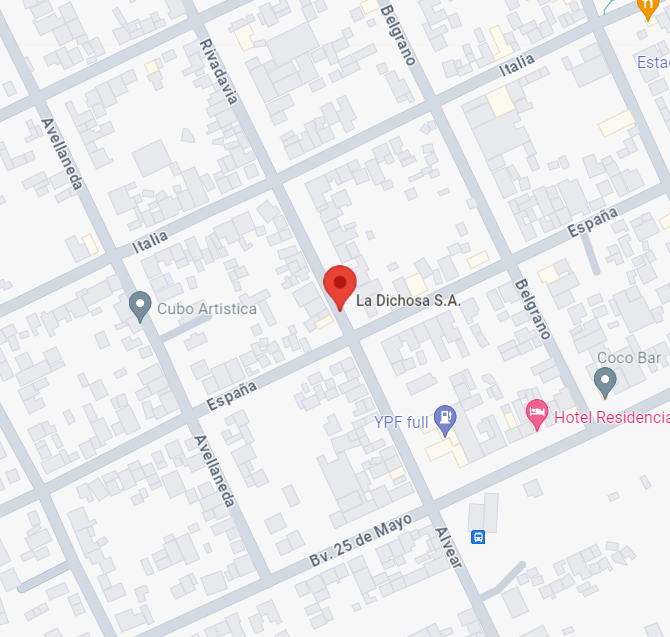 Belgrano
Rivadavia
Italia
Esta
Avellaneda
España
Italia
Cubo Artistica
La Dichosa S.A.
Belgrano
Coco Bar
España
YPF full
Hotel Residencia
Avellaneda
Bv. 25 de Mayo
Alvear